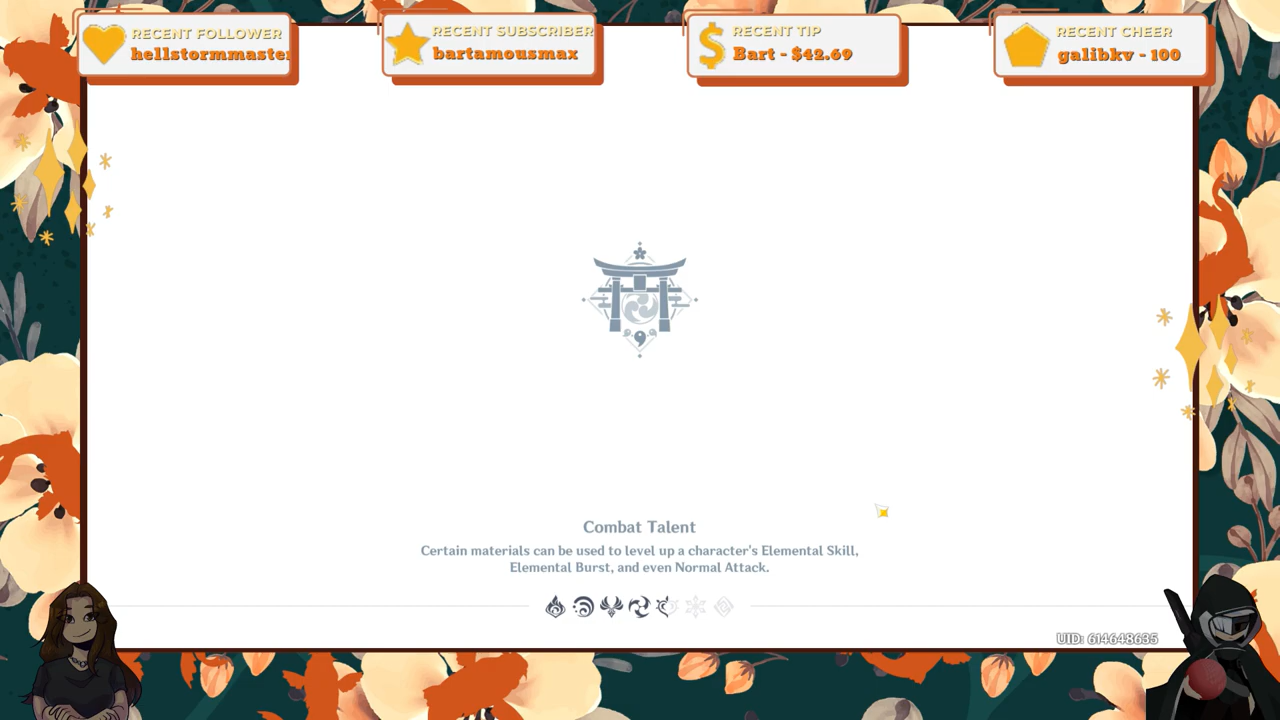 RECENT FOLLOWER
hellstormmaster
RECENT SUBSCRIBER
bartamousmax
RECENT TIP
Bart - $42.69
RECENT CHEER
galibkv - 100
Combat Talent
Certain materials can be used to level up a character's Elemental Skill,
Elemental Burst, and even Normal Attack.
UID: 614648635